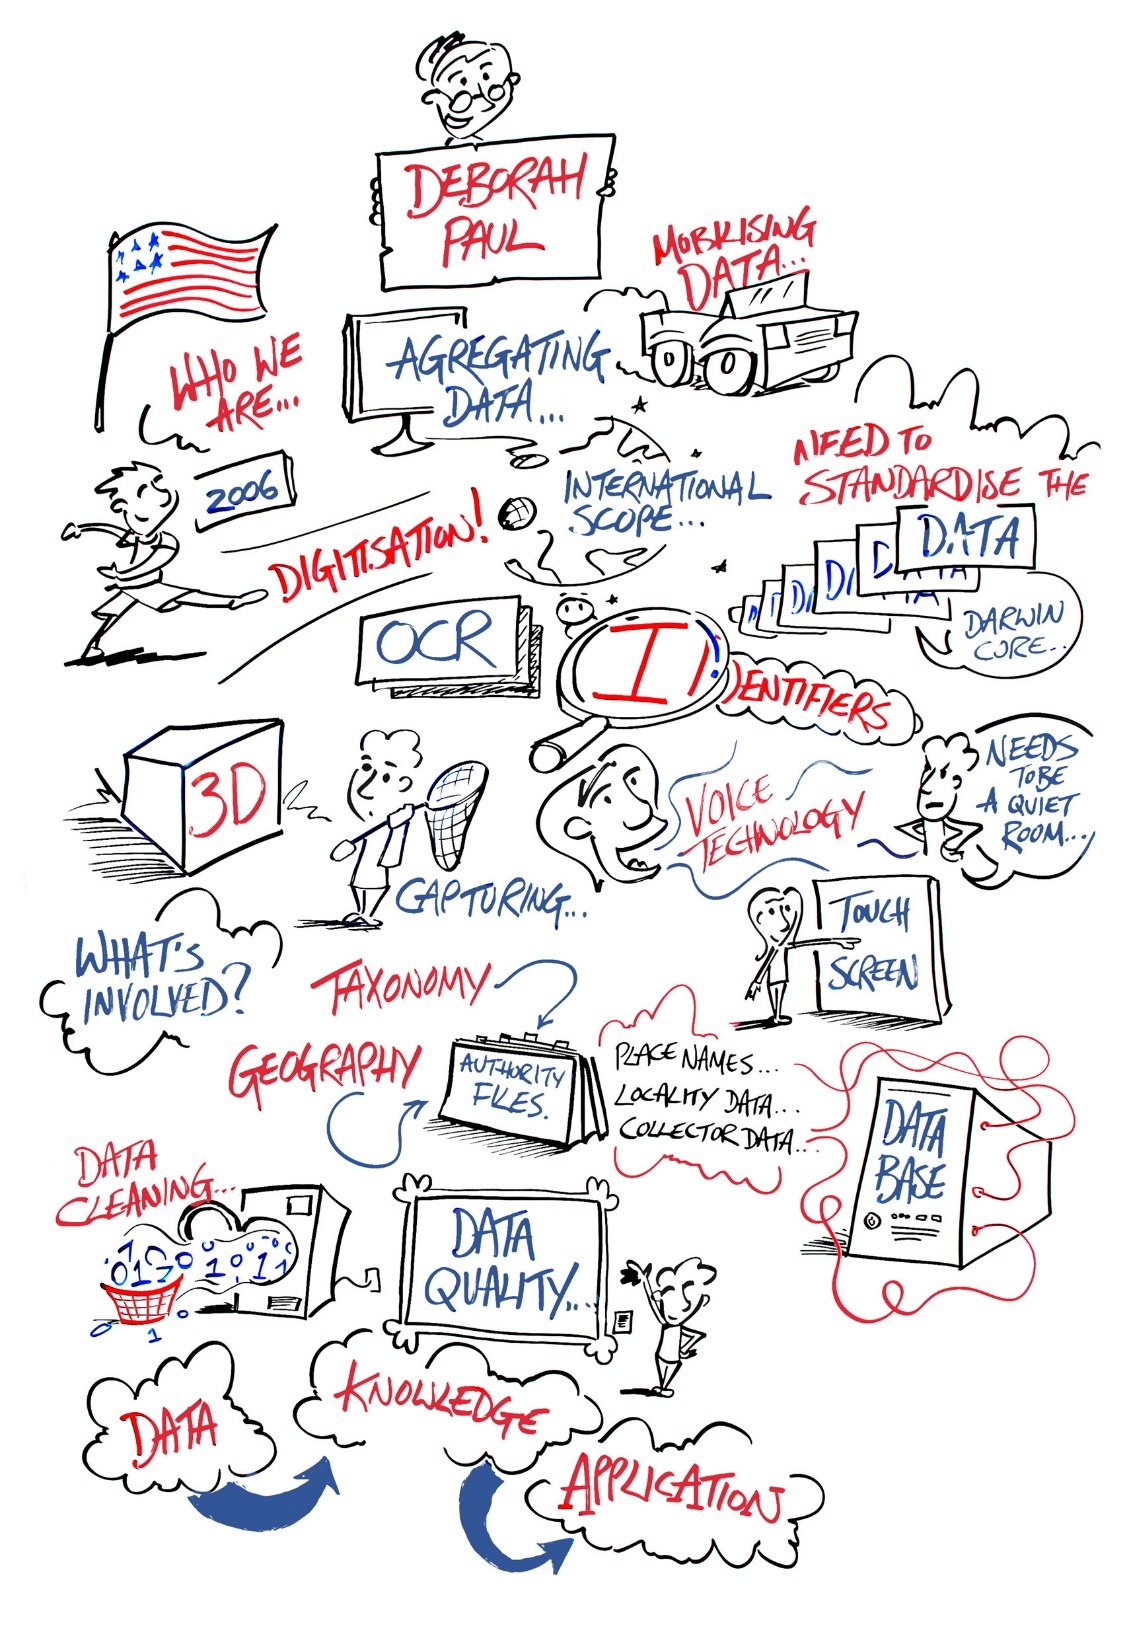 DEBORAH
PAUL
MOBILISING
DATA...
WHO WE
ARE...
AGREGATING
DATA...
2006
DIGITISATION!
INTERNATIONAL
SCOPE...
NEED TO
STANDARDISE THE
DATA
DARWIN
CORE...
OCR
IDENTIFIERS
3D
CAPTURING...
VOICE
TECHNOLOGY
NEEDS
TO BE
A QUIET
ROOM...
TOUCH
SCREEN
WHAT'S
INVOLVED?
TAXONOMY
GEOGRAPHY
AUTHORITY
FILES.
PLACE NAMES...
LOCALITY DATA...
COLLECTOR DATA...
DATA
BASE
DATA
CLEANING...
DATA
QUALITY...
DATA
KNOWLEDGE
APPLICATION